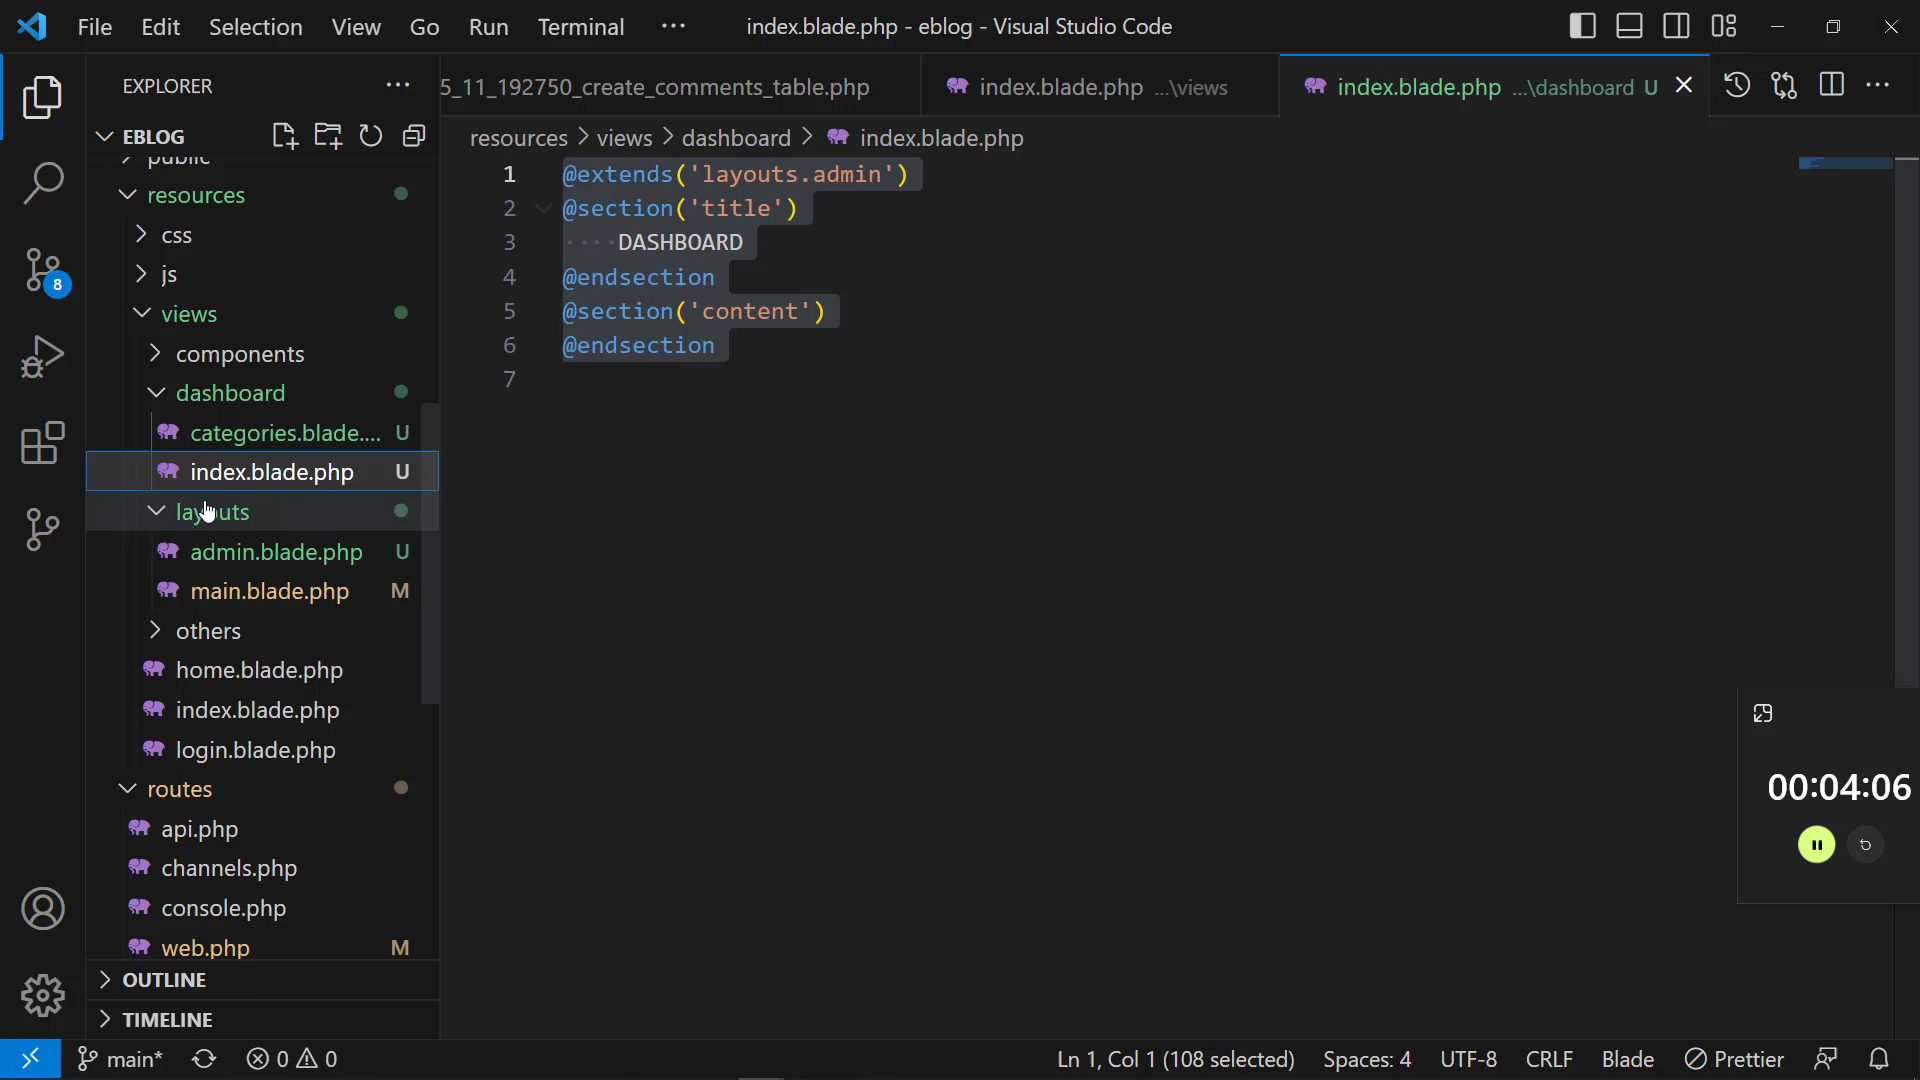 File Edit Selection View Go Run Terminal ··· index.blade.php - eblog - Visual Studio Code
EXPLORER ···
5_11_192750_create_comments_table.php index.blade.php ...\views index.blade.php ...\dashboard U
EBLOG
resources > views > dashboard > index.blade.php
public
resources
css
js
views
components
dashboard
categories.blade.... U
index.blade.php U
layouts
admin.blade.php U
main.blade.php M
others
home.blade.php
index.blade.php
login.blade.php
routes
api.php
channels.php
console.php
web.php M
OUTLINE
TIMELINE
8
1 @extends('layouts.admin')
2 @section('title')
3 ····DASHBOARD
4 @endsection
5 @section('content')
6 @endsection
7
00:04:06
main* 0 0 Ln 1, Col 1 (108 selected) Spaces: 4 UTF-8 CRLF Blade Prettier